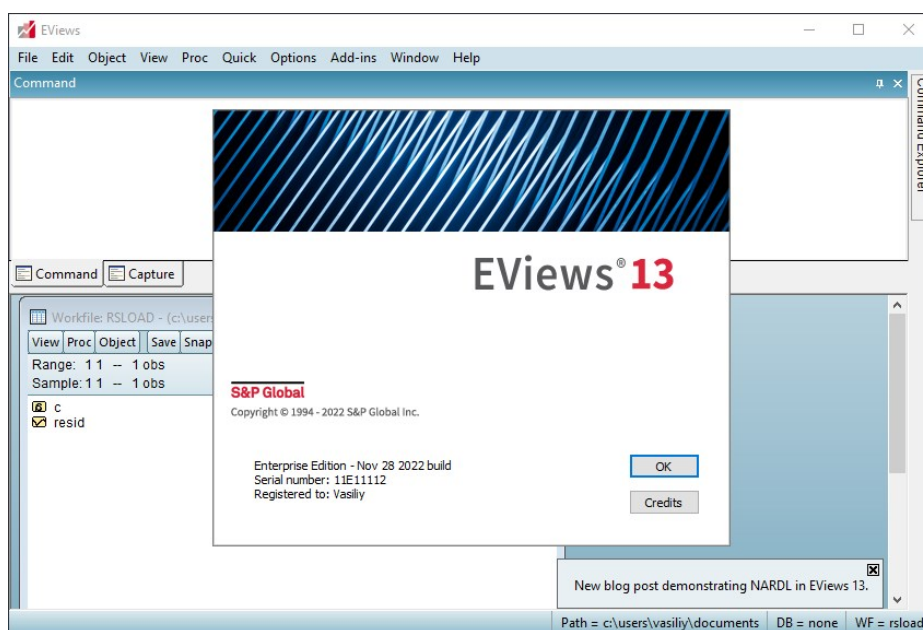 EViews
File Edit Object View Proc Quick Options Add-ins Window Help
Command
Command Explorer
EViews® 13
Command Capture
Workfile: RSLOAD - (c:\user
View Proc Object Save Snap
Range: 1 1 -- 1 obs
Sample: 1 1 -- 1 obs
c
resid
S&P Global
Copyright © 1994 - 2022 S&P Global Inc.
Enterprise Edition - Nov 28 2022 build
Serial number: 11E11112
Registered to: Vasiliy
OK
Credits
New blog post demonstrating NARDL in EViews 13.
Path = c:\users\vasiliy\documents DB = none WF = rsload